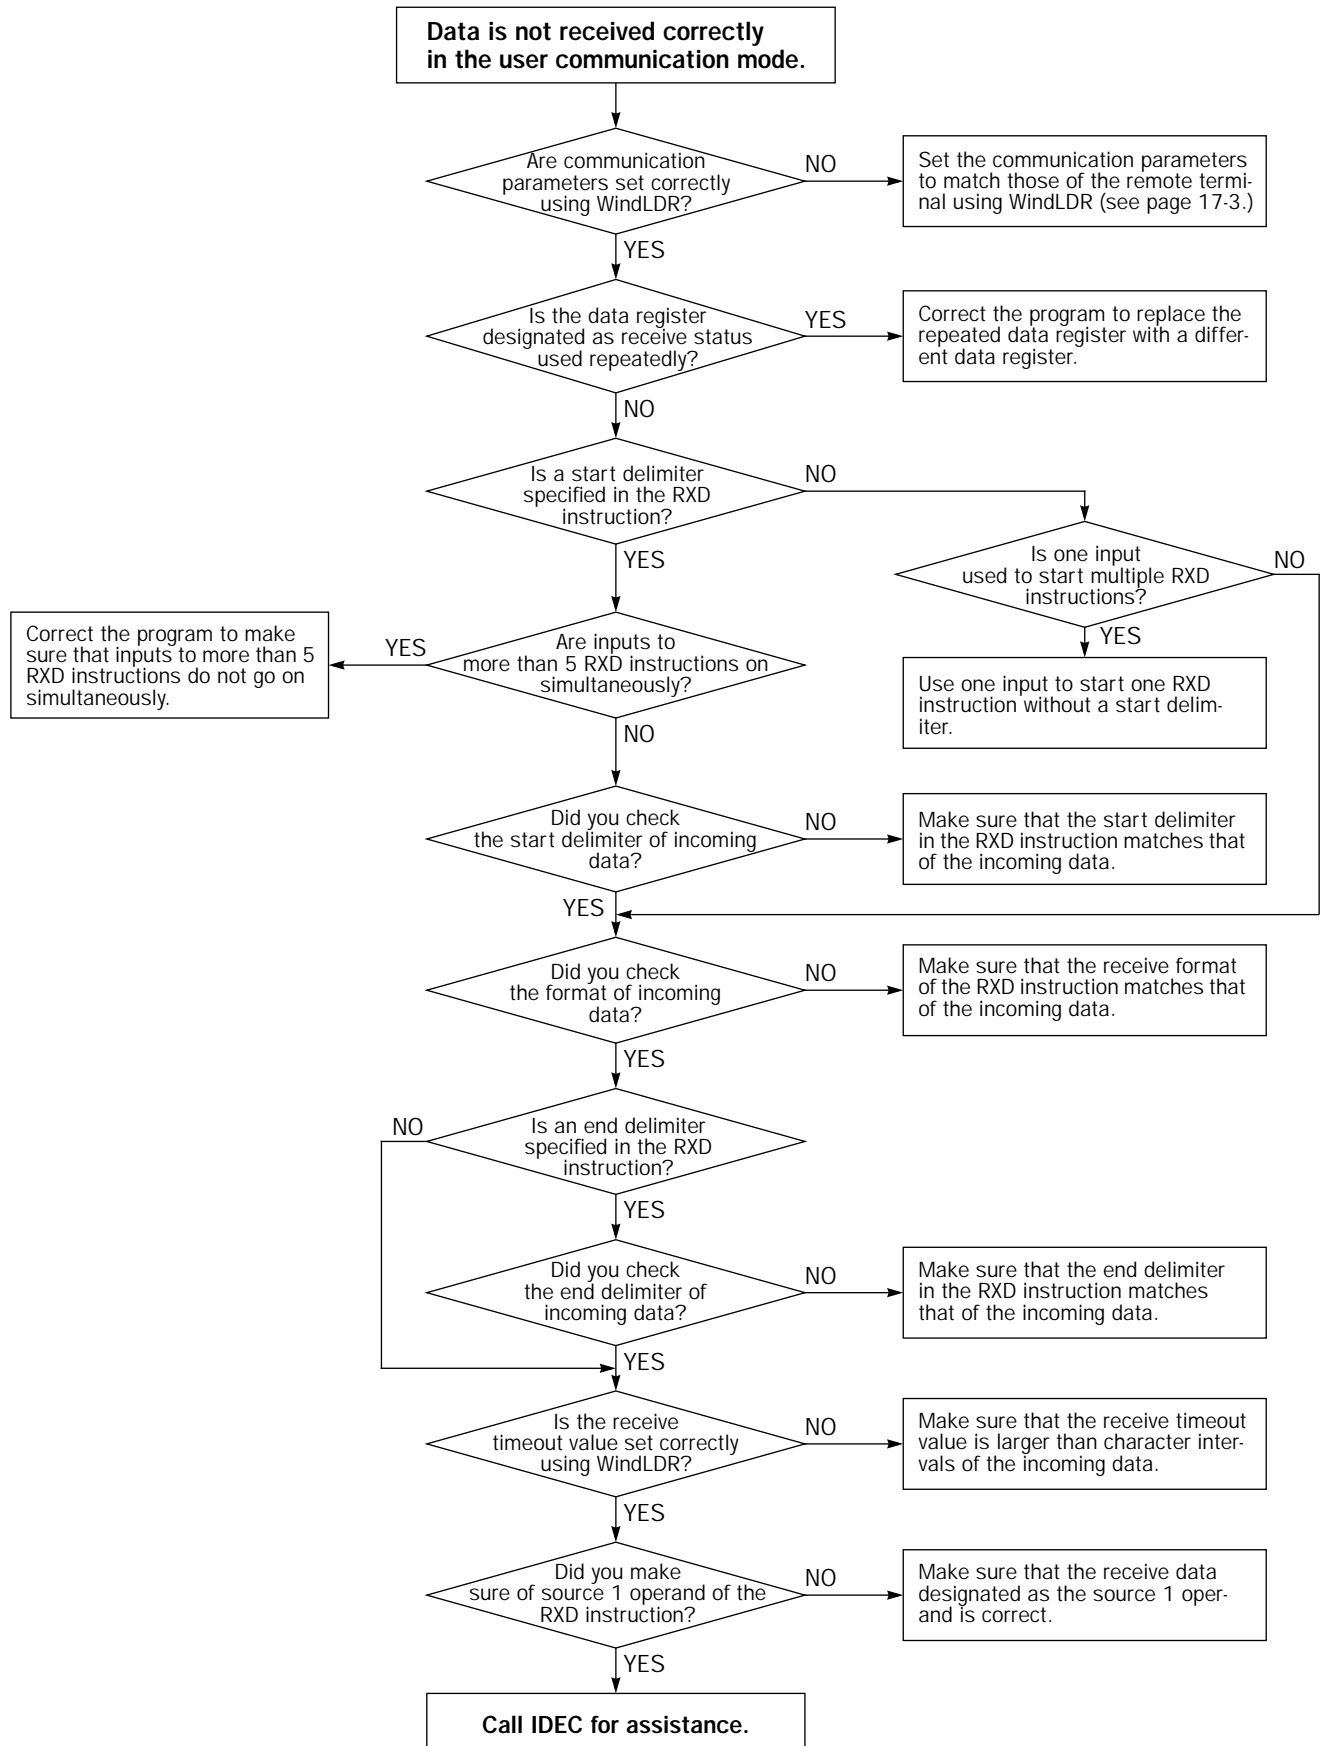 Data is not received correctly
in the user communication mode.
Are communication
parameters set correctly
using WindLDR?
NO
Set the communication parameters
to match those of the remote termi-
nal using WindLDR (see page 17-3.)
YES
Is the data register
designated as receive status
used repeatedly?
YES
Correct the program to replace the
repeated data register with a differ-
ent data register.
NO
Is a start delimiter
specified in the RXD
instruction?
NO
YES
Is one input
used to start multiple RXD
instructions?
NO
YES
Use one input to start one RXD
instruction without a start delim-
iter.
Are inputs to
more than 5 RXD instructions on
simultaneously?
YES
Correct the program to make
sure that inputs to more than 5
RXD instructions do not go on
simultaneously.
NO
Did you check
the start delimiter of incoming
data?
NO
Make sure that the start delimiter
in the RXD instruction matches that
of the incoming data.
YES
Did you check
the format of incoming
data?
NO
Make sure that the receive format
of the RXD instruction matches that
of the incoming data.
YES
Is an end delimiter
specified in the RXD
instruction?
NO
YES
Did you check
the end delimiter of
incoming data?
NO
Make sure that the end delimiter
in the RXD instruction matches
that of the incoming data.
YES
Is the receive
timeout value set correctly
using WindLDR?
NO
Make sure that the receive timeout
value is larger than character inter-
vals of the incoming data.
YES
Did you make
sure of source 1 operand of the
RXD instruction?
NO
Make sure that the receive data
designated as the source 1 oper-
and is correct.
YES
Call IDEC for assistance.